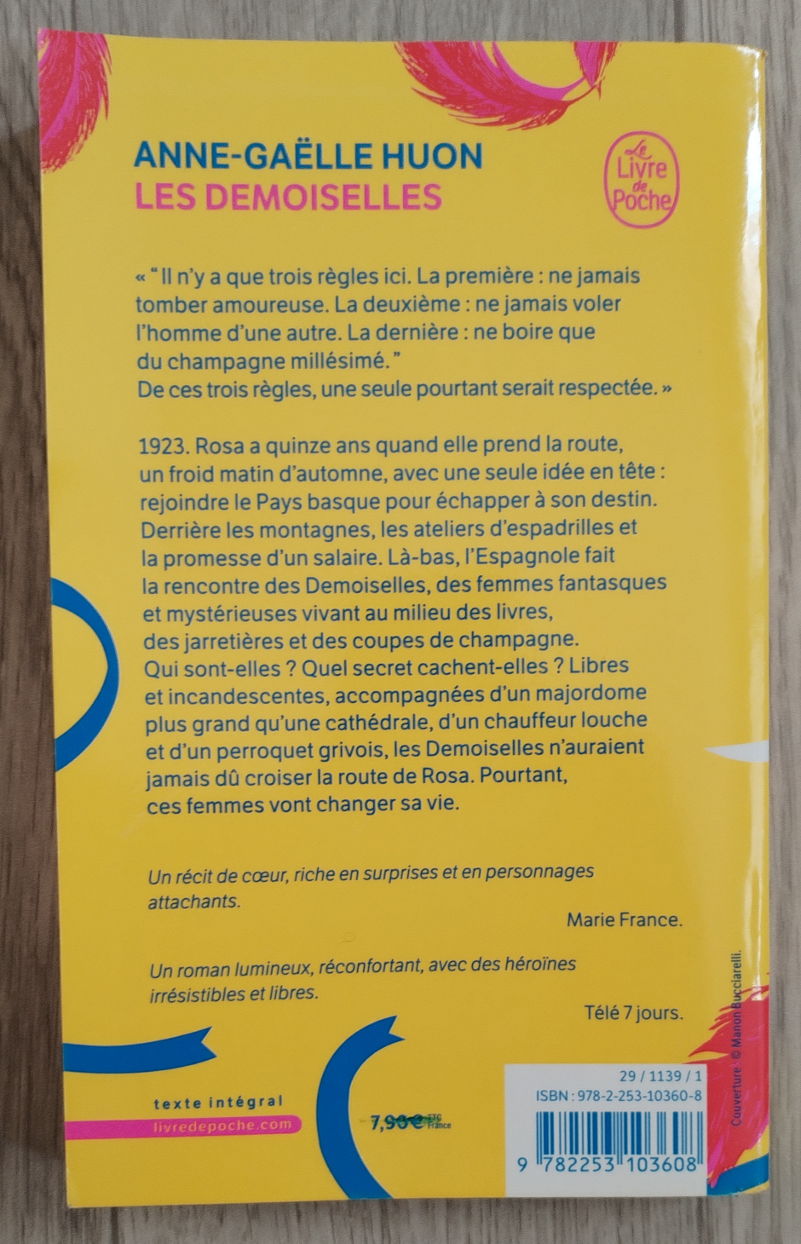 ANNE-GAËLLE HUON
LES DEMOISELLES
Le
Livre
de
Poche
« “ Il n’y a que trois règles ici. La première : ne jamais
tomber amoureuse. La deuxième : ne jamais voler
l’homme d’une autre. La dernière : ne boire que
du champagne millésimé. ”
De ces trois règles, une seule pourtant serait respectée. »
1923. Rosa a quinze ans quand elle prend la route,
un froid matin d’automne, avec une seule idée en tête :
rejoindre le Pays basque pour échapper à son destin.
Derrière les montagnes, les ateliers d’espadrilles et
la promesse d’un salaire. Là-bas, l’Espagnole fait
la rencontre des Demoiselles, des femmes fantasques
et mystérieuses vivant au milieu des livres,
des jarretières et des coupes de champagne.
Qui sont-elles ? Quel secret cachent-elles ? Libres
et incandescentes, accompagnées d’un majordome
plus grand qu’une cathédrale, d’un chauffeur louche
et d’un perroquet grivois, les Demoiselles n’auraient
jamais dû croiser la route de Rosa. Pourtant,
ces femmes vont changer sa vie.
Un récit de cœur, riche en surprises et en personnages
attachants.
Marie France.
Un roman lumineux, réconfortant, avec des héroïnes
irrésistibles et libres.
Télé 7 jours.
texte intégral
livredepoche.com
7,90 € TTC
France
29 / 1139 / 1
ISBN : 978-2-253-10360-8
9 782253 103608
Couverture : © Manon Bucciarelli.